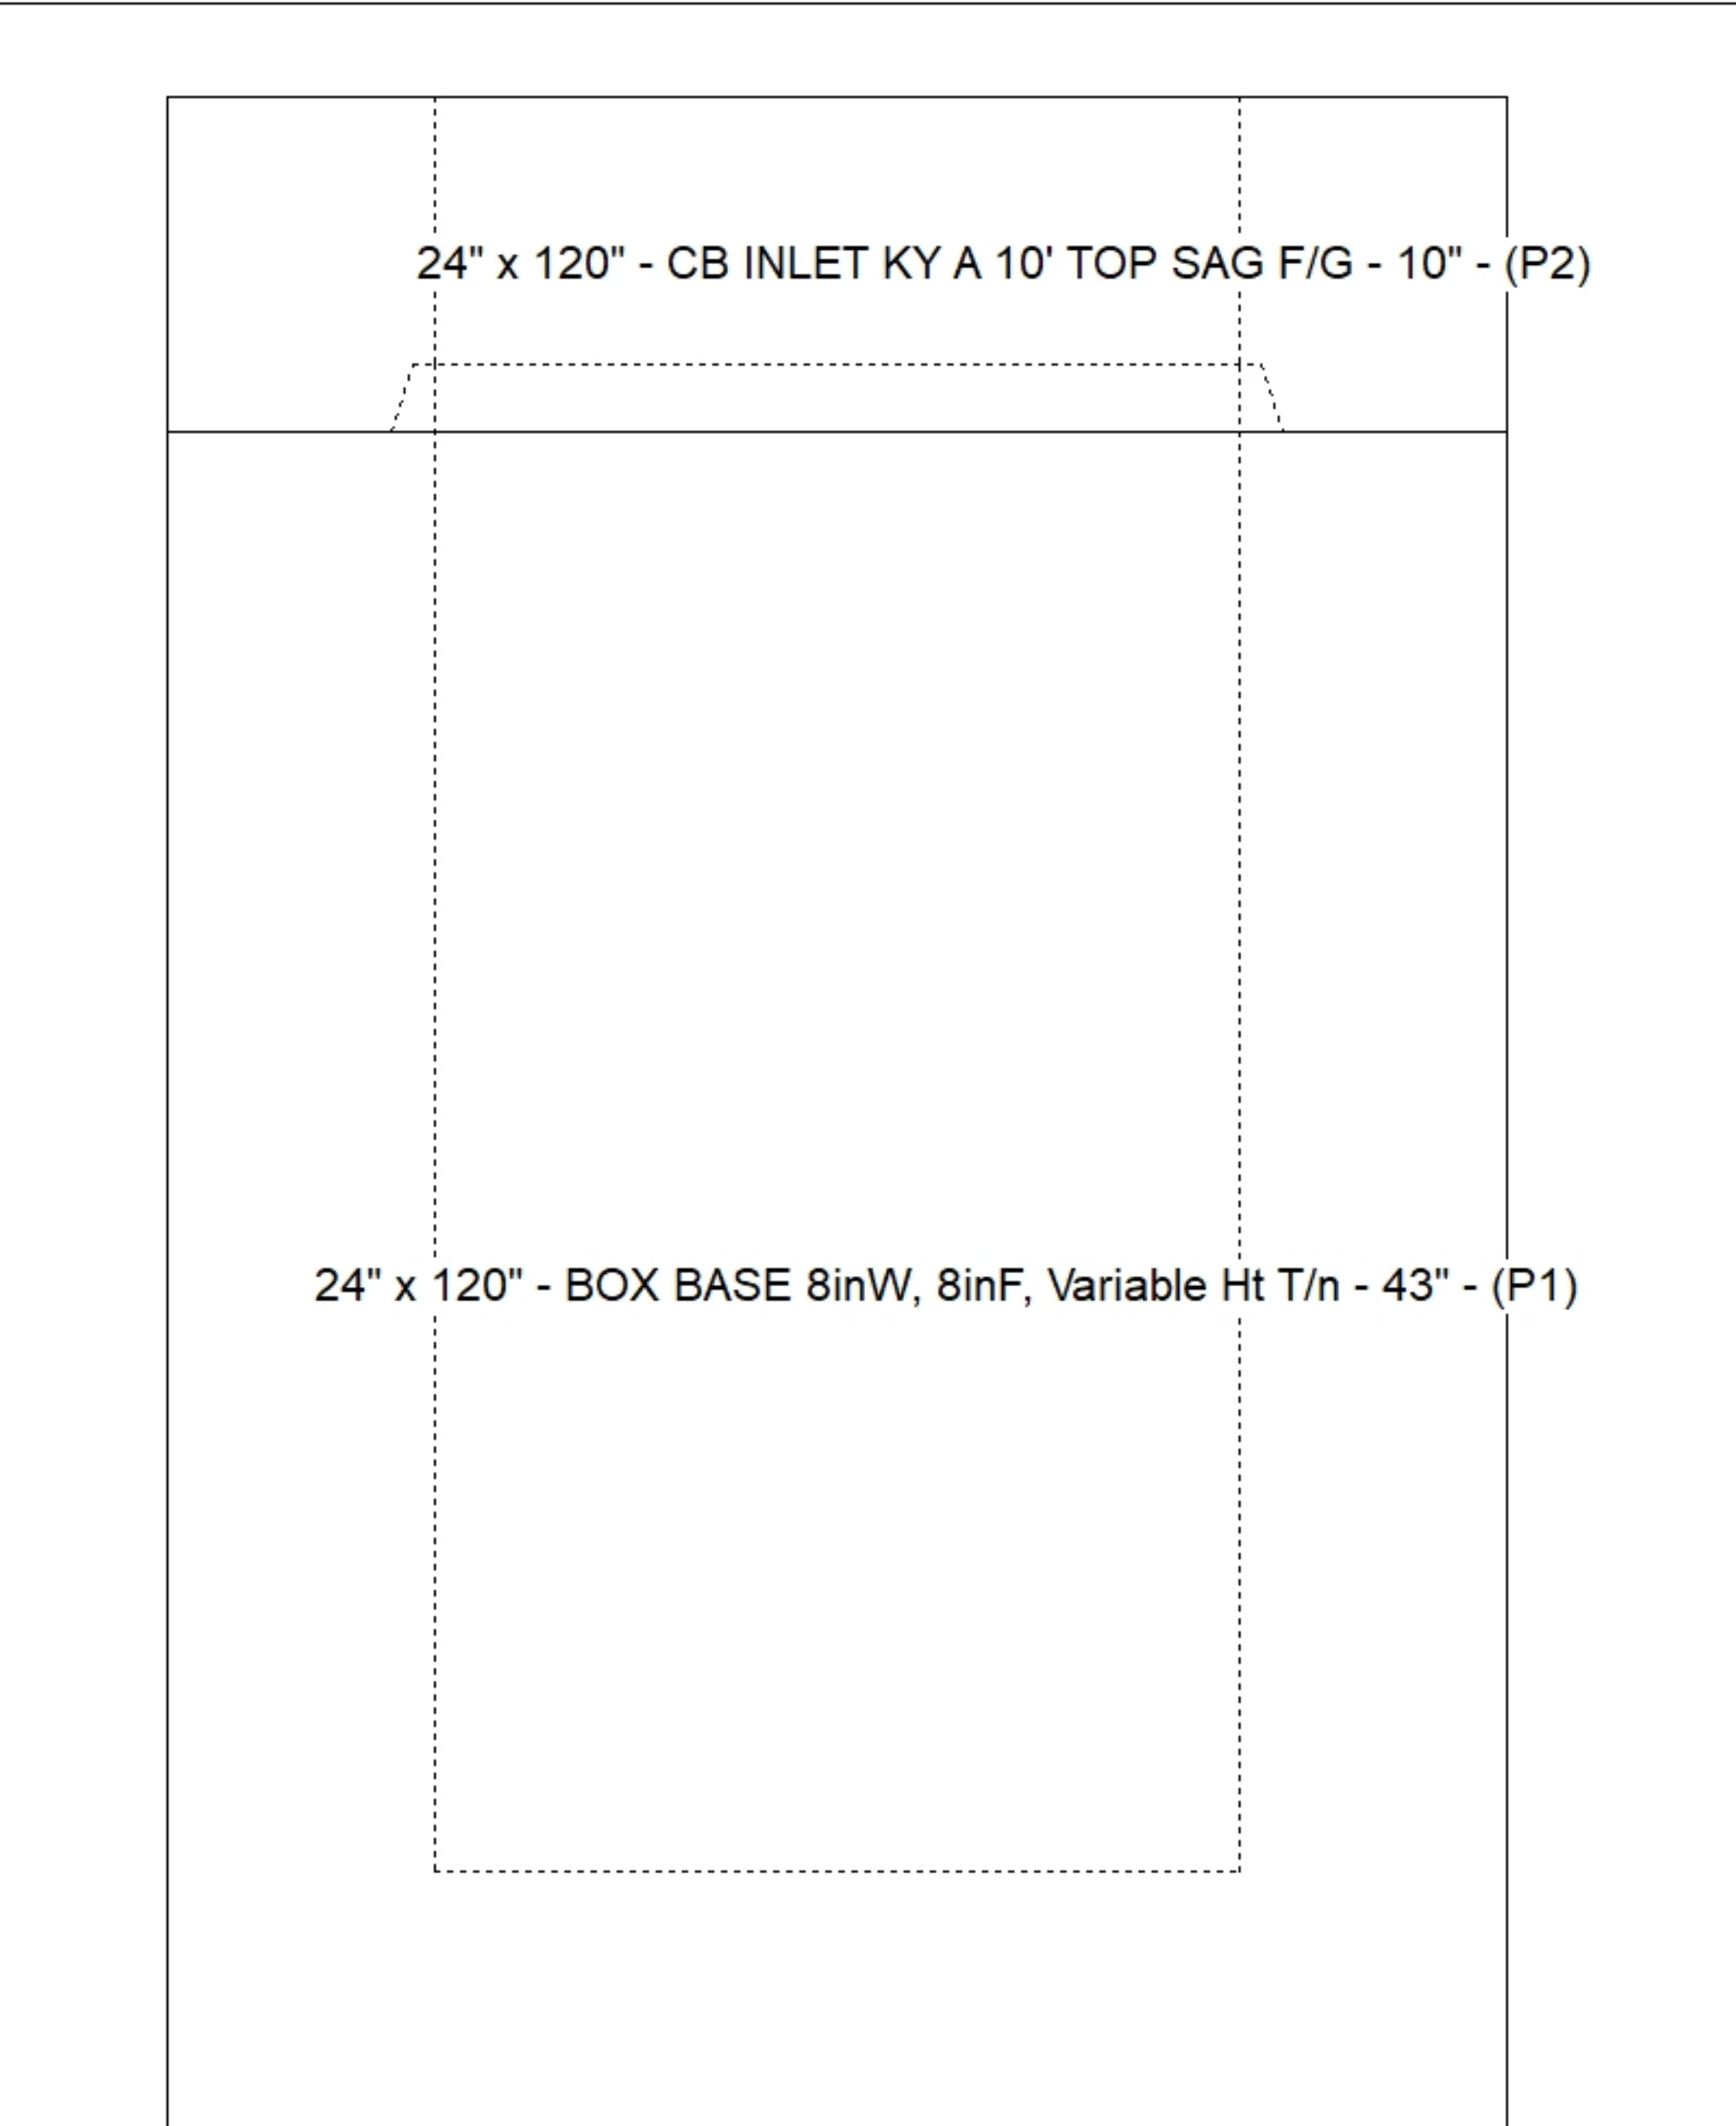 24" x 120" - CB INLET KY A 10' TOP SAG F/G - 10" - (P2)
24" x 120" - BOX BASE 8inW, 8inF, Variable Ht T/n - 43" - (P1)